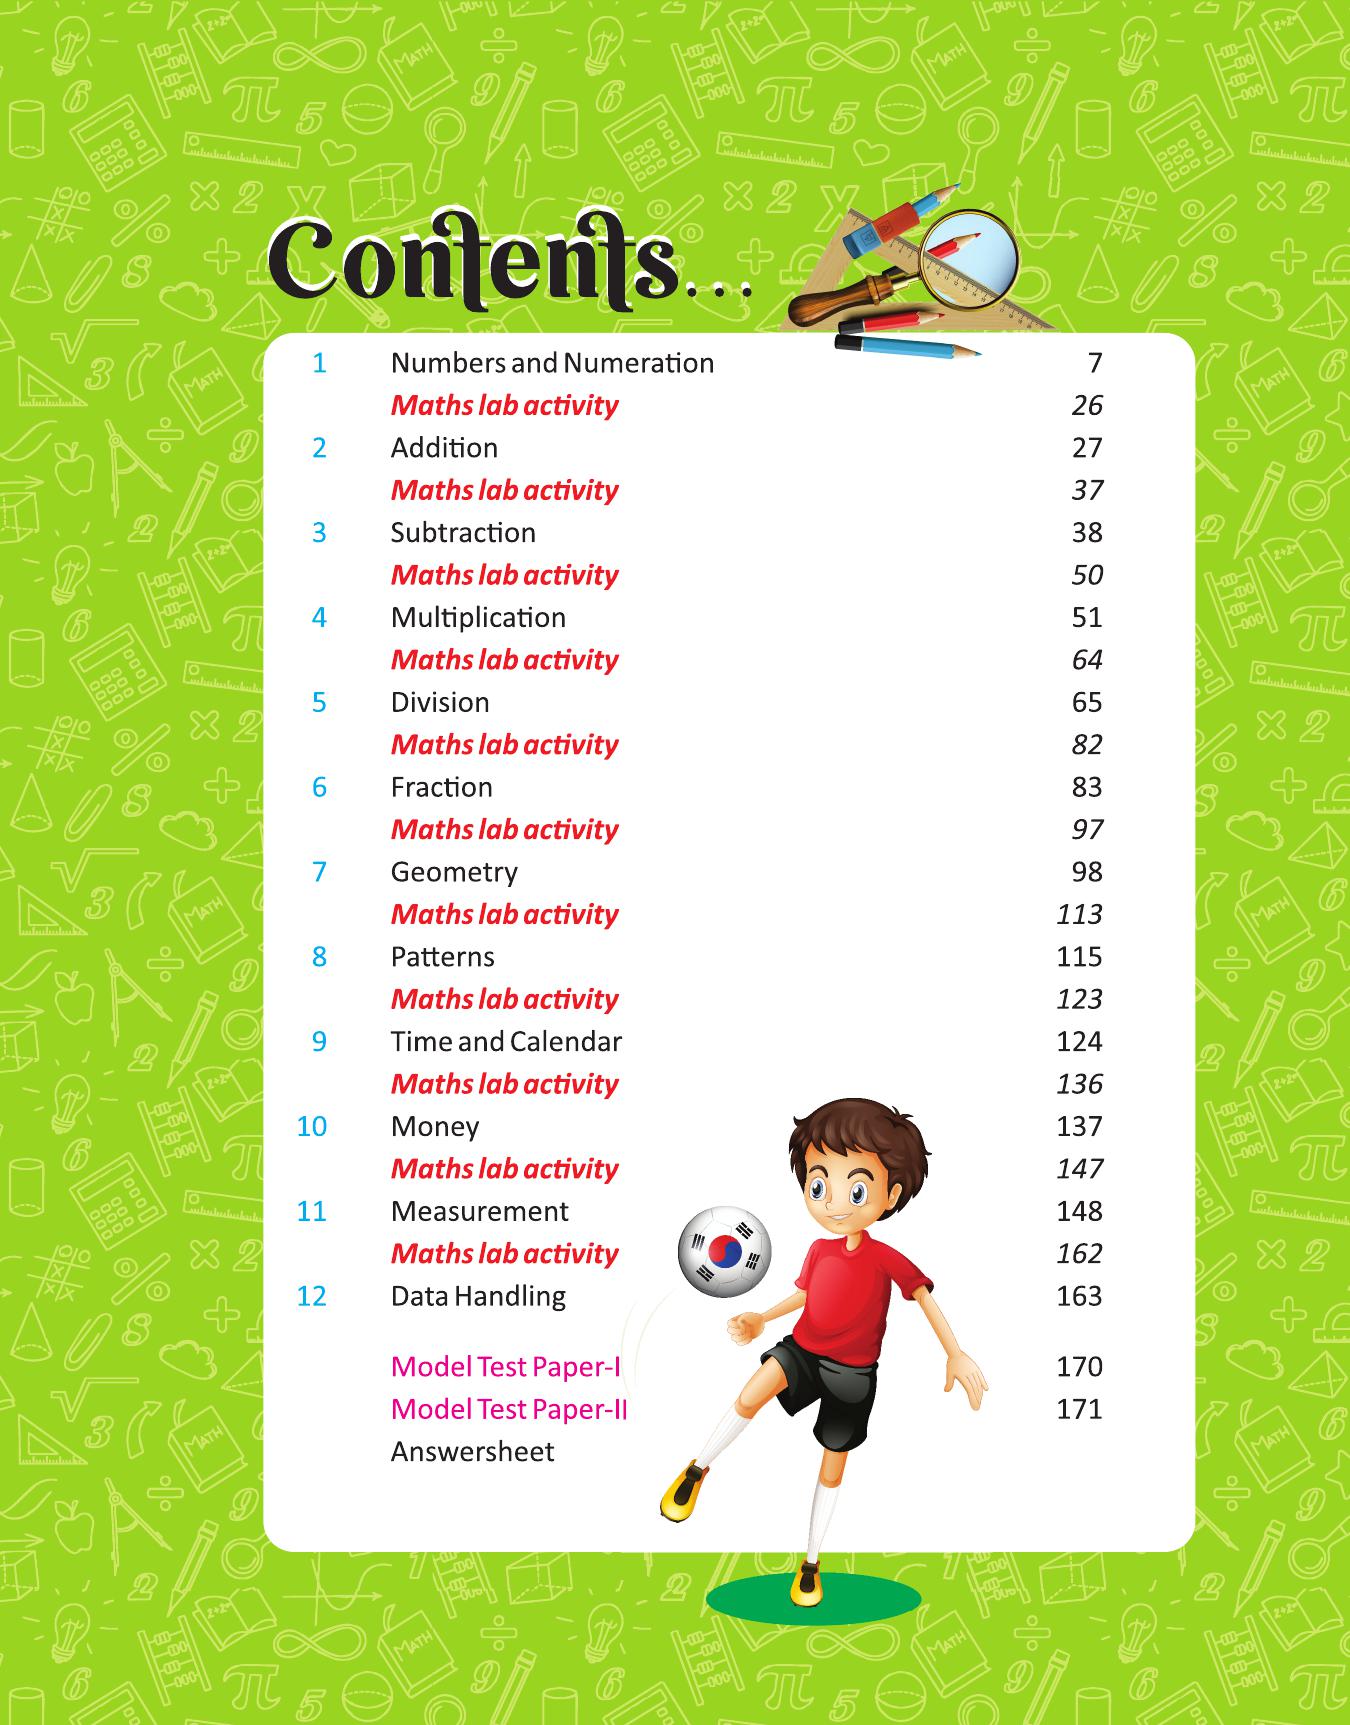 Contents...
1 Numbers and Numeration 7
Maths lab activity 26
2 Addition 27
Maths lab activity 37
3 Subtraction 38
Maths lab activity 50
4 Multiplication 51
Maths lab activity 64
5 Division 65
Maths lab activity 82
6 Fraction 83
Maths lab activity 97
7 Geometry 98
Maths lab activity 113
8 Patterns 115
Maths lab activity 123
9 Time and Calendar 124
Maths lab activity 136
10 Money 137
Maths lab activity 147
11 Measurement 148
Maths lab activity 162
12 Data Handling 163
Model Test Paper-I 170
Model Test Paper-II 171
Answersheet